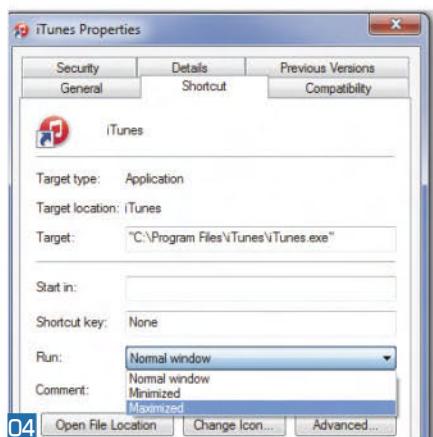 iTunes Properties
Security Details Previous Versions
General Shortcut Compatibility
iTunes
Target type: Application
Target location: iTunes
Target: "C:\Program Files\iTunes\iTunes.exe"
Start in:
Shortcut key: None
Run: Normal window
Normal window
Minimized
Comment:
Maximized
04 Open File Location Change Icon... Advanced...